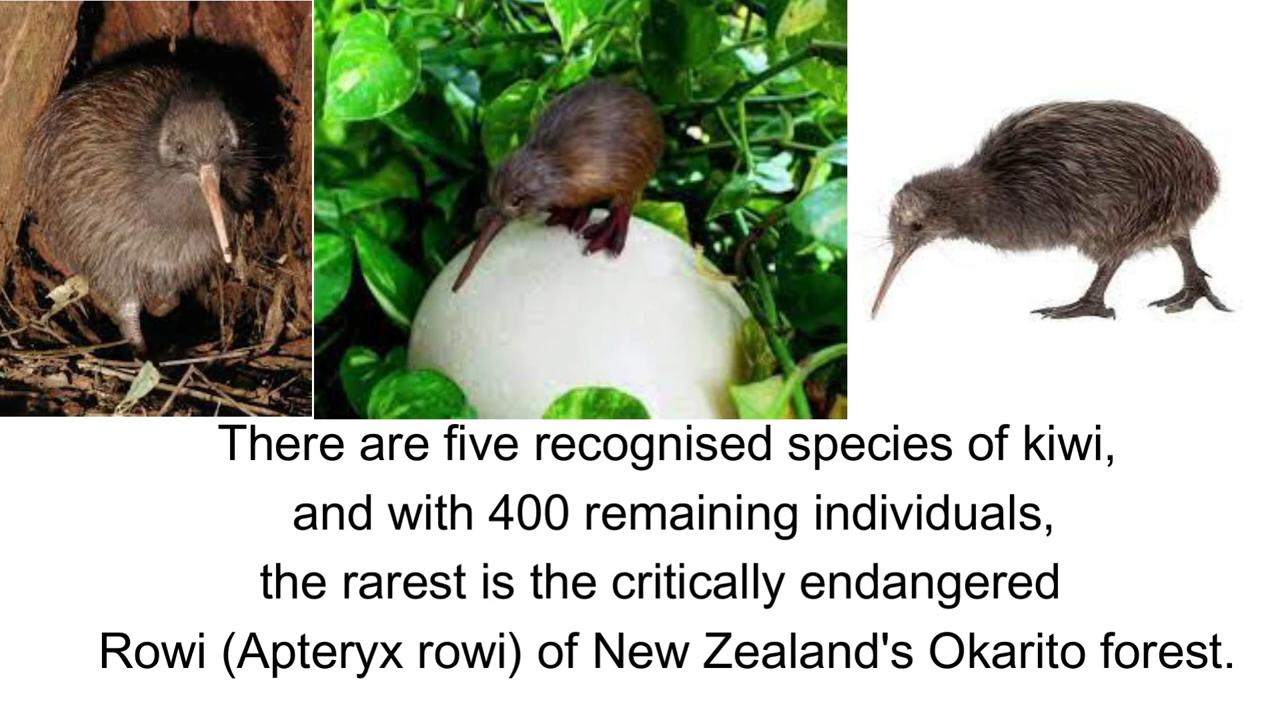 There are five recognised species of kiwi,
and with 400 remaining individuals,
the rarest is the critically endangered
Rowi (Apteryx rowi) of New Zealand's Okarito forest.